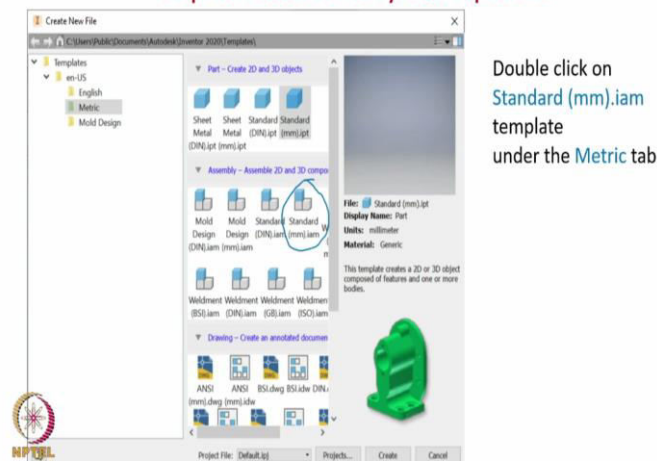 Create New File
C:\Users\Public\Documents\Autodesk\Inventor 2020\Templates\
Templates
en-US
English
Metric
Mold Design
Part – Create 2D and 3D objects
Sheet Metal (DIN).ipt
Sheet Metal (mm).ipt
Standard (DIN).ipt
Standard (mm).ipt
Assembly – Assemble 2D and 3D compo
Mold Design (DIN).iam
Mold Design (mm).iam
Standard (DIN).iam
Standard (mm).iam
Weldment (BSI).iam
Weldment (DIN).iam
Weldment (GB).iam
Weldmen (ISO).iam
Drawing – Create an annotated documen
ANSI (mm).dwg
ANSI (mm).idw
BSI.dwg
BSI.idw
DIN.
File: Standard (mm).ipt
Display Name: Part
Units: millimeter
Material: Generic
This template creates a 2D or 3D object
composed of features and one or more
bodies.
Project File: Default.ipj
Projects...
Create
Cancel
Double click on
Standard (mm).iam
template
under the Metric tab
NPTEL